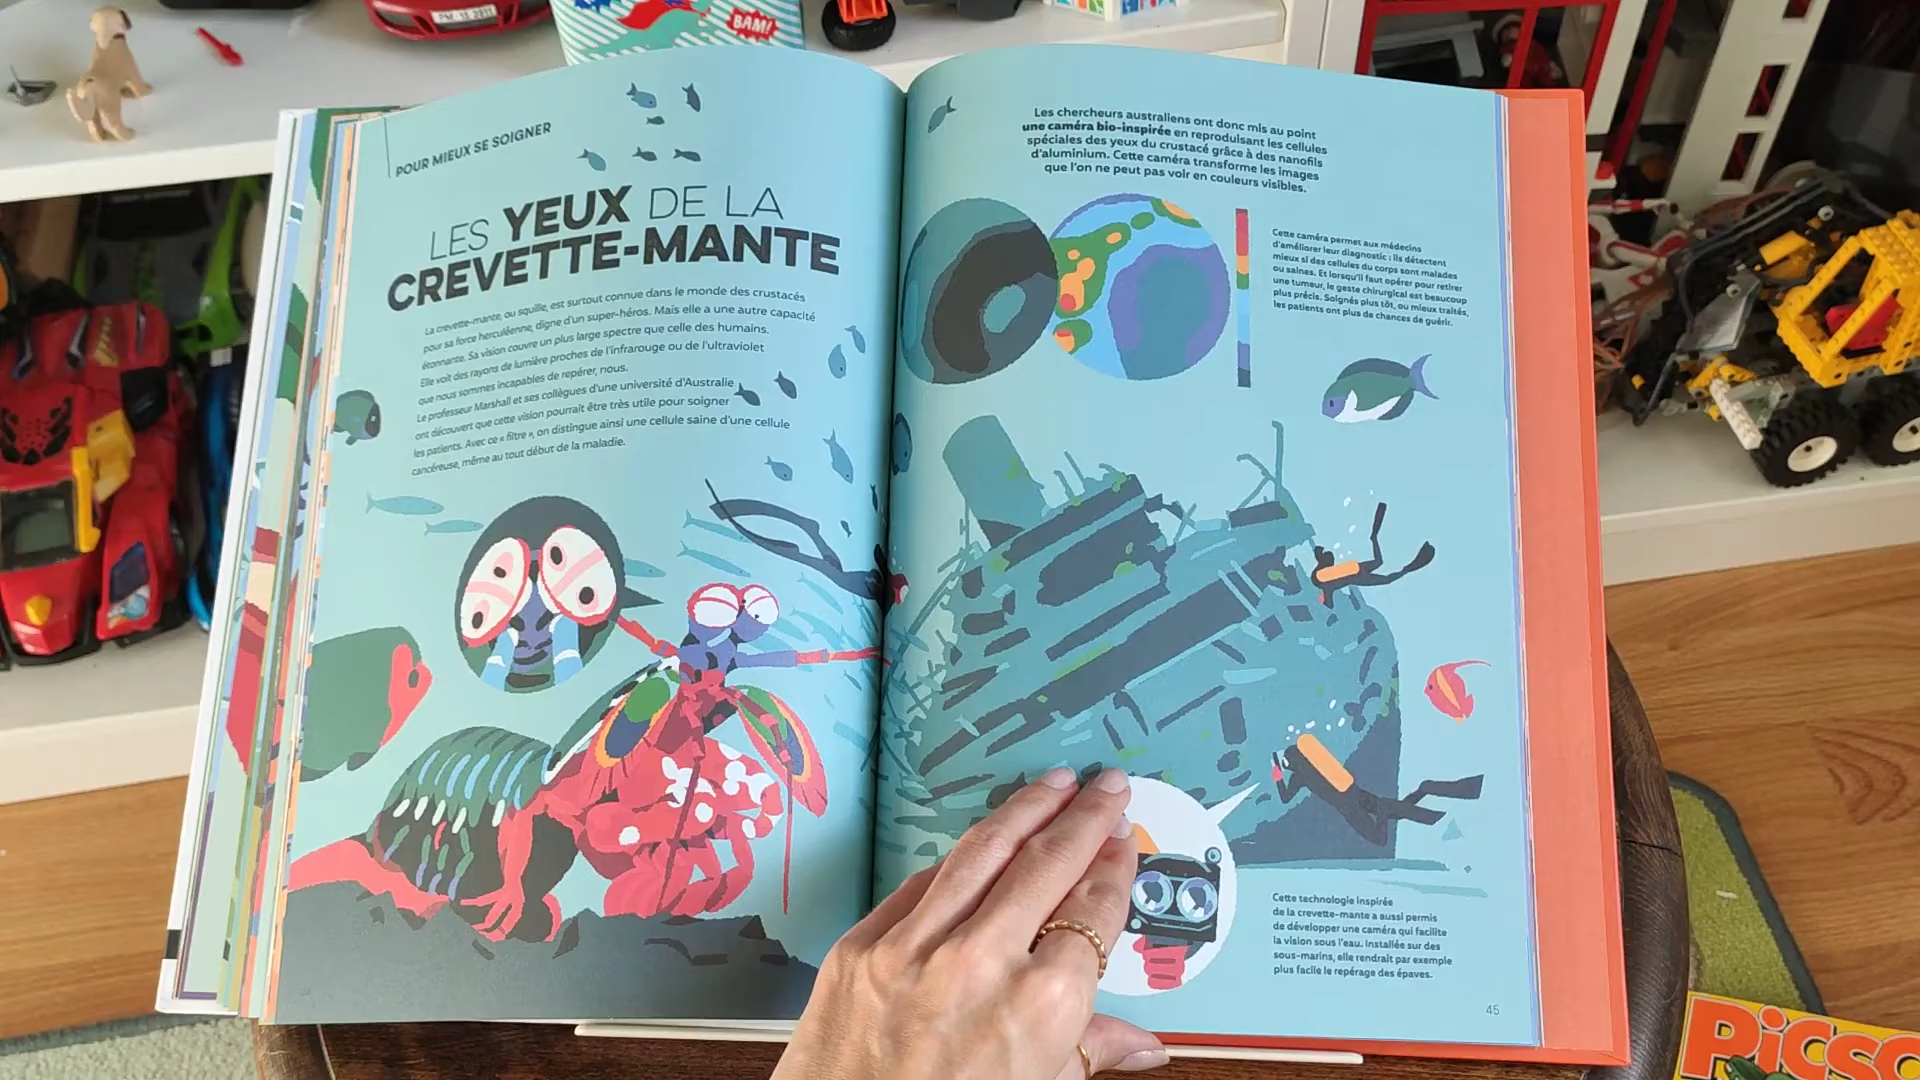 BAM!
POUR MIEUX SE SOIGNER
LES YEUX DE LA
CREVETTE-MANTE
La crevette-mante, ou squille, est surtout connue dans le monde des crustacés
pour sa force herculéenne, digne d'un super-héros. Mais elle a une autre capacité
étonnante. Sa vision couvre un plus large spectre que celle des humains.
Elle voit des rayons de lumière proches de l'infrarouge ou de l'ultraviolet
que nous sommes incapables de repérer, nous.
Le professeur Marshall et ses collègues d'une université d'Australie
ont découvert que cette vision pourrait être très utile pour soigner
les patients. Avec ce « filtre », on distingue ainsi une cellule saine d'une cellule
cancéreuse, même au tout début de la maladie.
Les chercheurs australiens ont donc mis au point
une caméra bio-inspirée en reproduisant les cellules
spéciales des yeux du crustacé grâce à des nanofils
d'aluminium. Cette caméra transforme les images
que l'on ne peut pas voir en couleurs visibles.
Cette caméra permet aux médecins
d'améliorer leur diagnostic : ils détectent
mieux si des cellules du corps sont malades
ou saines. Et lorsqu'il faut opérer pour retirer
une tumeur, le geste chirurgical est beaucoup
plus précis. Soignés plus tôt, ou mieux traités,
les patients ont plus de chances de guérir.
Cette technologie inspirée
de la crevette-mante a aussi permis
de développer une caméra qui facilite
la vision sous l'eau. Installée sur des
sous-marins, elle rendrait par exemple
plus facile le repérage des épaves.
45